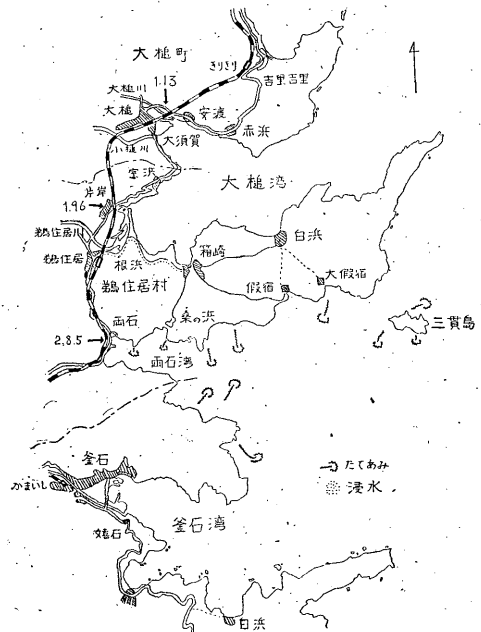 大槌町
きりきり
1.13
大槌川
吉里吉里
大槌
安渡
赤浜
大須賀
小槌川
室浜
大槌湾
片岸
1.96
鵜住居川
白浜
箱崎
鵜住居
根浜
大假宿
鵜住居村
假宿
両石
桑の浜
三貫島
2.85
両石湾
釜石
たてあみ
かまいし
浸水
嬉石
釜石湾
白浜